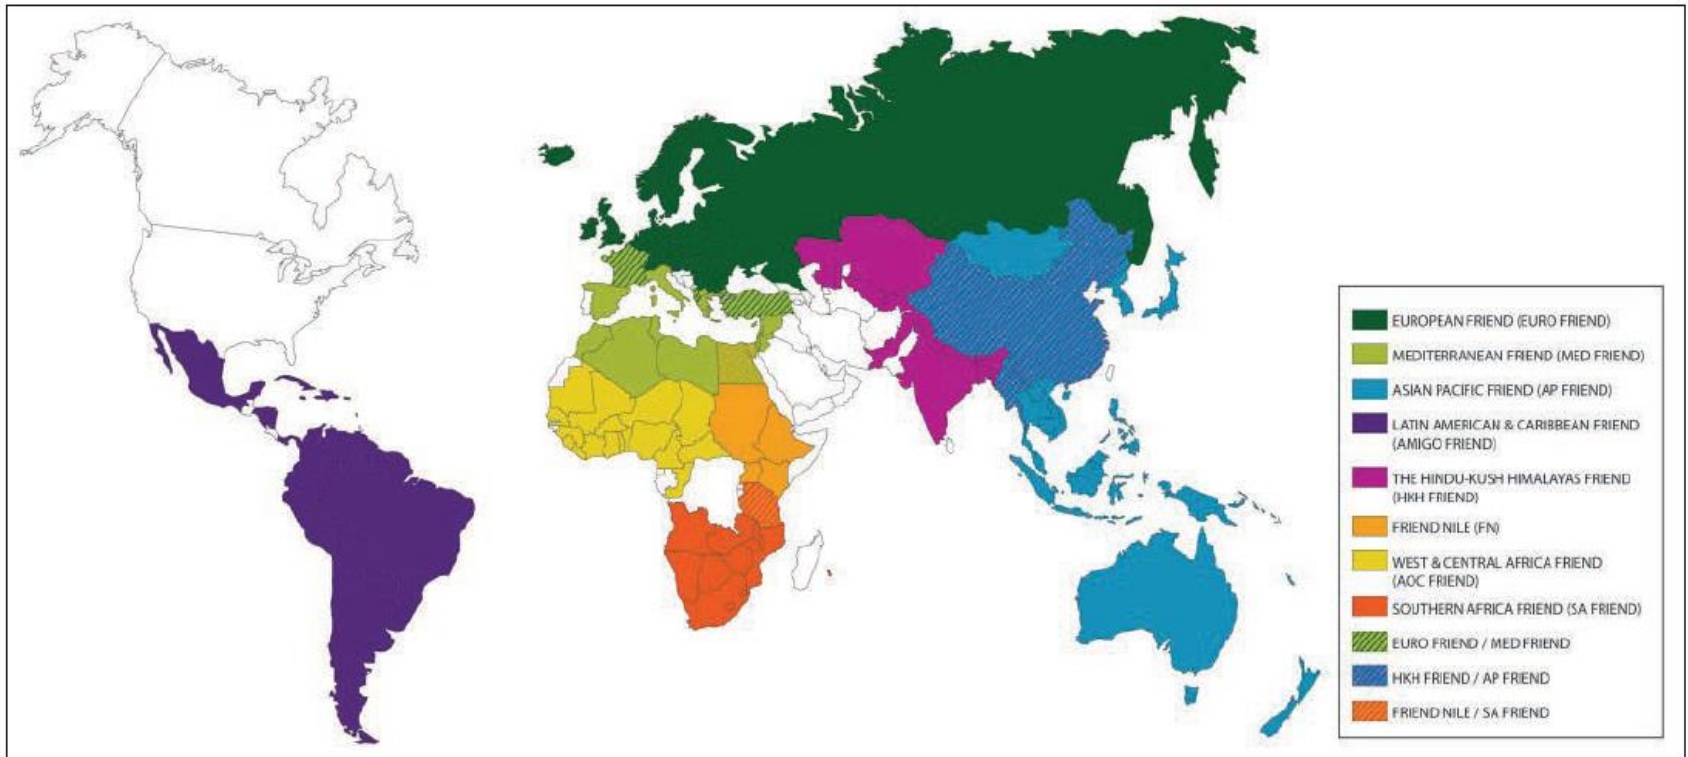 EUROPEAN FRIEND (EURO FRIEND)
MEDITERRANEAN FRIEND (MED FRIEND)
ASIAN PACIFIC FRIEND (AP FRIEND)
LATIN AMERICAN & CARIBBEAN FRIEND
(AMIGO FRIEND)
THE HINDU-KUSH HIMALAYAS FRIEND
(HKH FRIEND)
FRIEND NILE (FN)
WEST & CENTRAL AFRICA FRIEND
(AOC FRIEND)
SOUTHERN AFRICA FRIEND (SA FRIEND)
EURO FRIEND / MED FRIEND
HKH FRIEND / AP FRIEND
FRIEND NILE / SA FRIEND